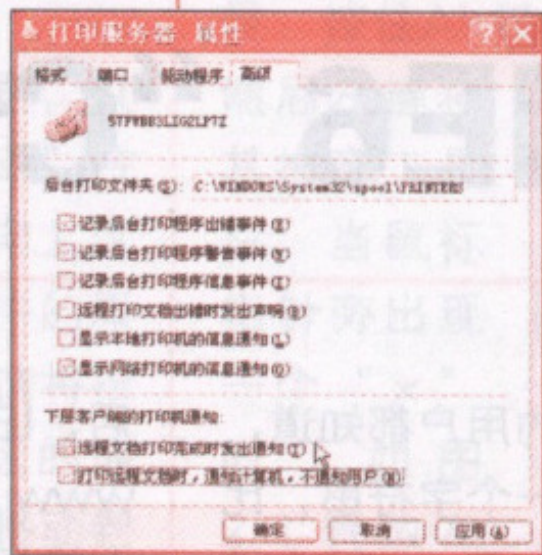 打印服务器 属性
格式 端口 驱动程序 高级
后台打印文件夹(S): C:\WINDOWS\System32\spool\PRINTERS
记录后台打印程序出错事件(E)
记录后台打印程序警告事件(W)
记录后台打印程序信息事件(I)
远程打印文档出错时发出声响(B)
显示本地打印机的信息通知(L)
显示网络打印机的信息通知(O)
下层客户端的打印机通知:
远程文档打印完成时发出通知(T)
打印远程文档时，通知计算机，不通知用户(N)
确定 取消 应用(A)